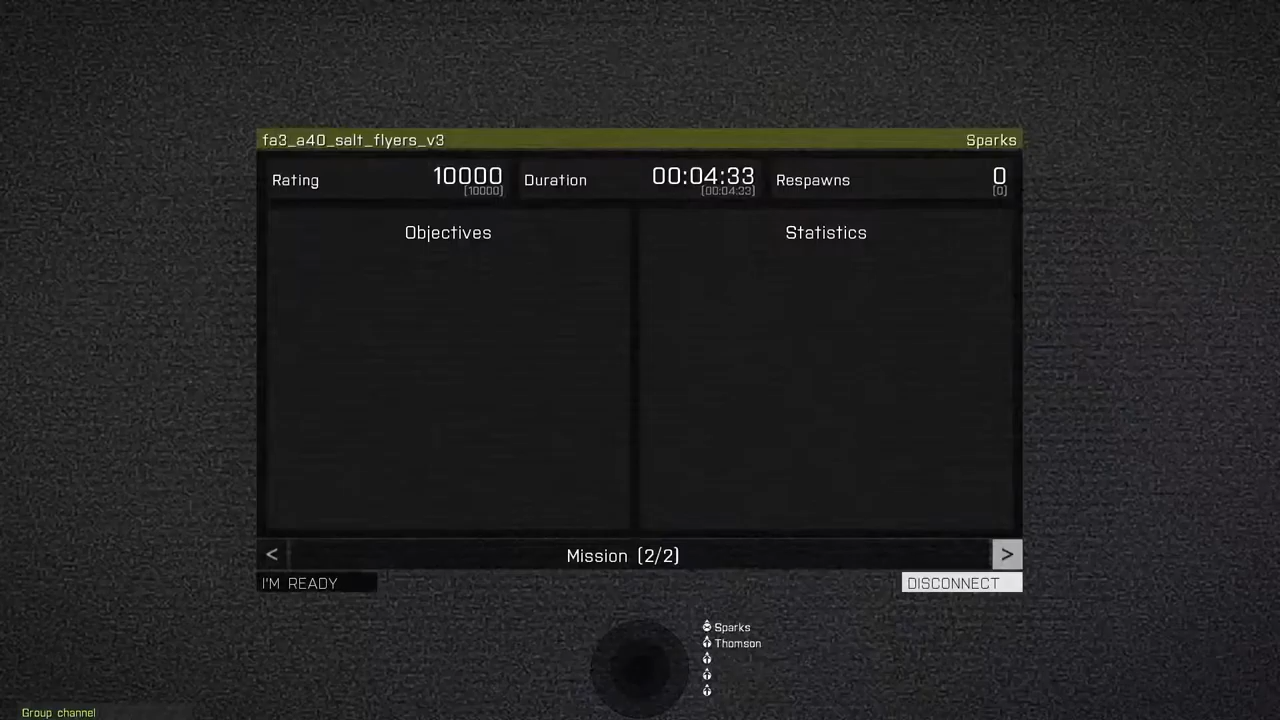 fa3_a40_salt_flyers_v3 Sparks
Rating 10000 Duration 00:04:33 Respawns 0
[10000] [00:04:33] [0]
Objectives Statistics
< Mission [2/2] >
I'M READY DISCONNECT
Sparks
Thomson
Group channel